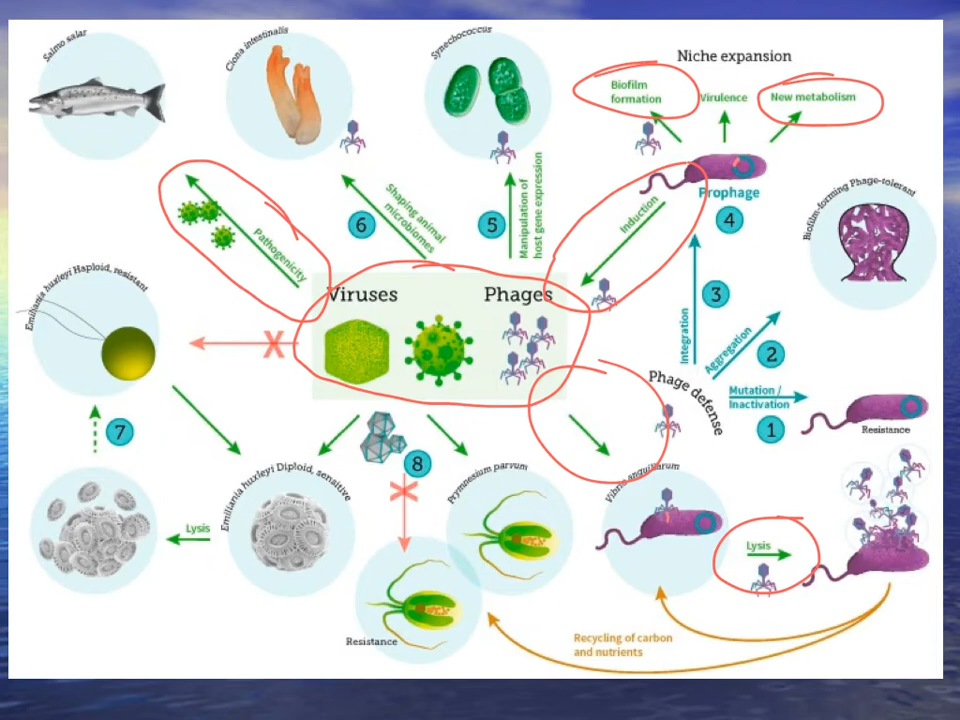 Salmo salar
Ciona intestinalis
Synechococcus
Niche expansion
Biofilm
formation
Virulence
New metabolism
Prophage
4
Induction
Biofilm-forming Phage-tolerant
Pathogenicity
6
Shaping animal
microbiomes
5
Manipulation of
host gene expression
Emiliania huxleyi Haploid, resistant
Viruses
Phages
X
3
Integration
Aggregation
2
Phage defense
Mutation /
Inactivation
1
Resistance
7
8
Emiliania huxleyi Diploid, sensitive
Prymnesium parvum
Vibrio anguillarum
Lysis
Lysis
Resistance
Recycling of carbon
and nutrients